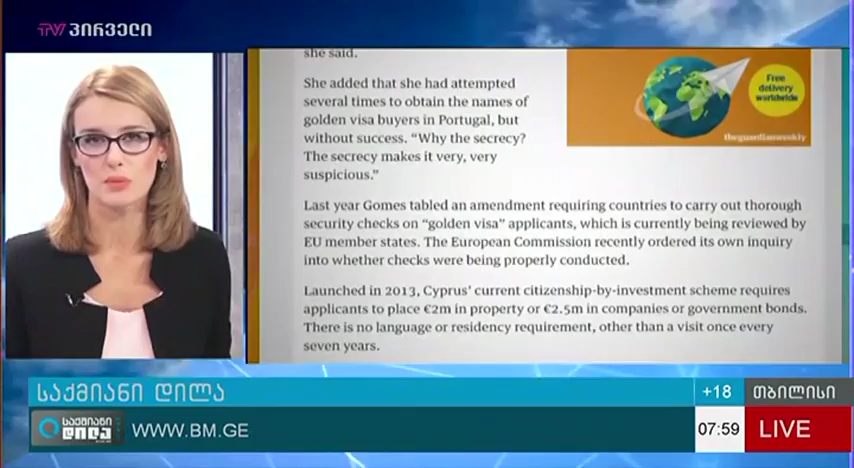 TV პირველი
she said.
She added that she had attempted
several times to obtain the names of
golden visa buyers in Portugal, but
without success. “Why the secrecy?
The secrecy makes it very, very
suspicious.”
Free
delivery
worldwide
theguardianweekly
Last year Gomes tabled an amendment requiring countries to carry out thorough
security checks on “golden visa” applicants, which is currently being reviewed by
EU member states. The European Commission recently ordered its own inquiry
into whether checks were being properly conducted.
Launched in 2013, Cyprus’ current citizenship-by-investment scheme requires
applicants to place €2m in property or €2.5m in companies or government bonds.
There is no language or residency requirement, other than a visit once every
seven years.
საქმიანი დილა
+18 თბილისი
საქმიანი
დილა
WWW.BM.GE
07:59 LIVE